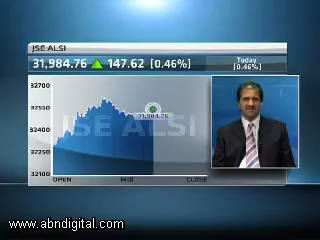 JSE ALSI
31,984.76 ▲ 147.62 [0.46%]
Today
[0.46%]
32700
32550
32400
32250
32100
31,984.76
JSE ALSI
OPEN MID CLOSE
www.abndigital.com